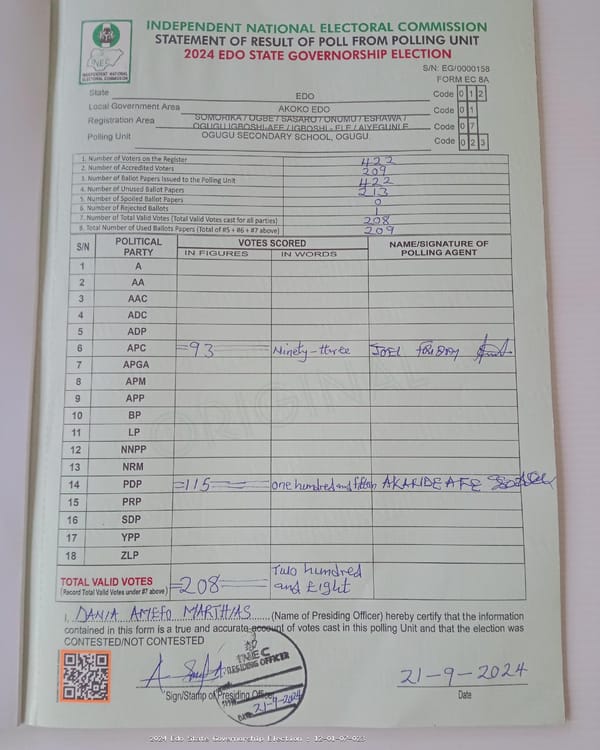 INEC
INDEPENDENT NATIONAL ELECTORAL COMMISSION
INDEPENDENT NATIONAL ELECTORAL COMMISSION
STATEMENT OF RESULT OF POLL FROM POLLING UNIT
2024 EDO STATE GOVERNORSHIP ELECTION
S/N: EG/0000158
FORM EC 8A
State EDO Code 0 1 2
Local Government Area AKOKO EDO Code 0 1
Registration Area SOMORIKA / OGBE / SASARO / ONUMU / ESHAWA / OGUGU IGBOSHI-AFE / IGBOSHI - ELE / AIYEGUNLE Code 0 7
Polling Unit OGUGU SECONDARY SCHOOL, OGUGU. Code 0 2 3
1. Number of Voters on the Register 422
2. Number of Accredited Voters 209
3. Number of Ballot Papers Issued to the Polling Unit 422
4. Number of Unused Ballot Papers 213
5. Number of Spoiled Ballot Papers 0
6. Number of Rejected Ballots 1
7. Number of Total Valid Votes (Total Valid Votes cast for all parties) 208
8. Total Number of Used Ballots Papers (Total of #5 + #6 + #7 above) 209
S/N POLITICAL PARTY VOTES SCORED NAME/SIGNATURE OF POLLING AGENT
IN FIGURES IN WORDS
1 A
2 AA
3 AAC
4 ADC
5 ADP
6 APC =93= Ninety-three JOEL FRIDAY
7 APGA
8 APM
9 APP
10 BP
11 LP
12 NNPP
13 NRM
14 PDP =115= one hundred and fifteen AKARIDE AFE
15 PRP
16 SDP
17 YPP
18 ZLP
ORIGINAL
TOTAL VALID VOTES =208= Two hundred
(Record Total Valid Votes under #7 above) and Eight
I, DANIA AMEFO MARTHIAS (Name of Presiding Officer) hereby certify that the information
contained in this form is a true and accurate account of votes cast in this polling Unit and that the election was
CONTESTED/NOT CONTESTED
INEC
PRESIDING OFFICER
DATE 21-9-2024
Sign/Stamp of Presiding Officer
21-9-2024
Date
2024 Edo State Governorship Election : 12-01-07-023